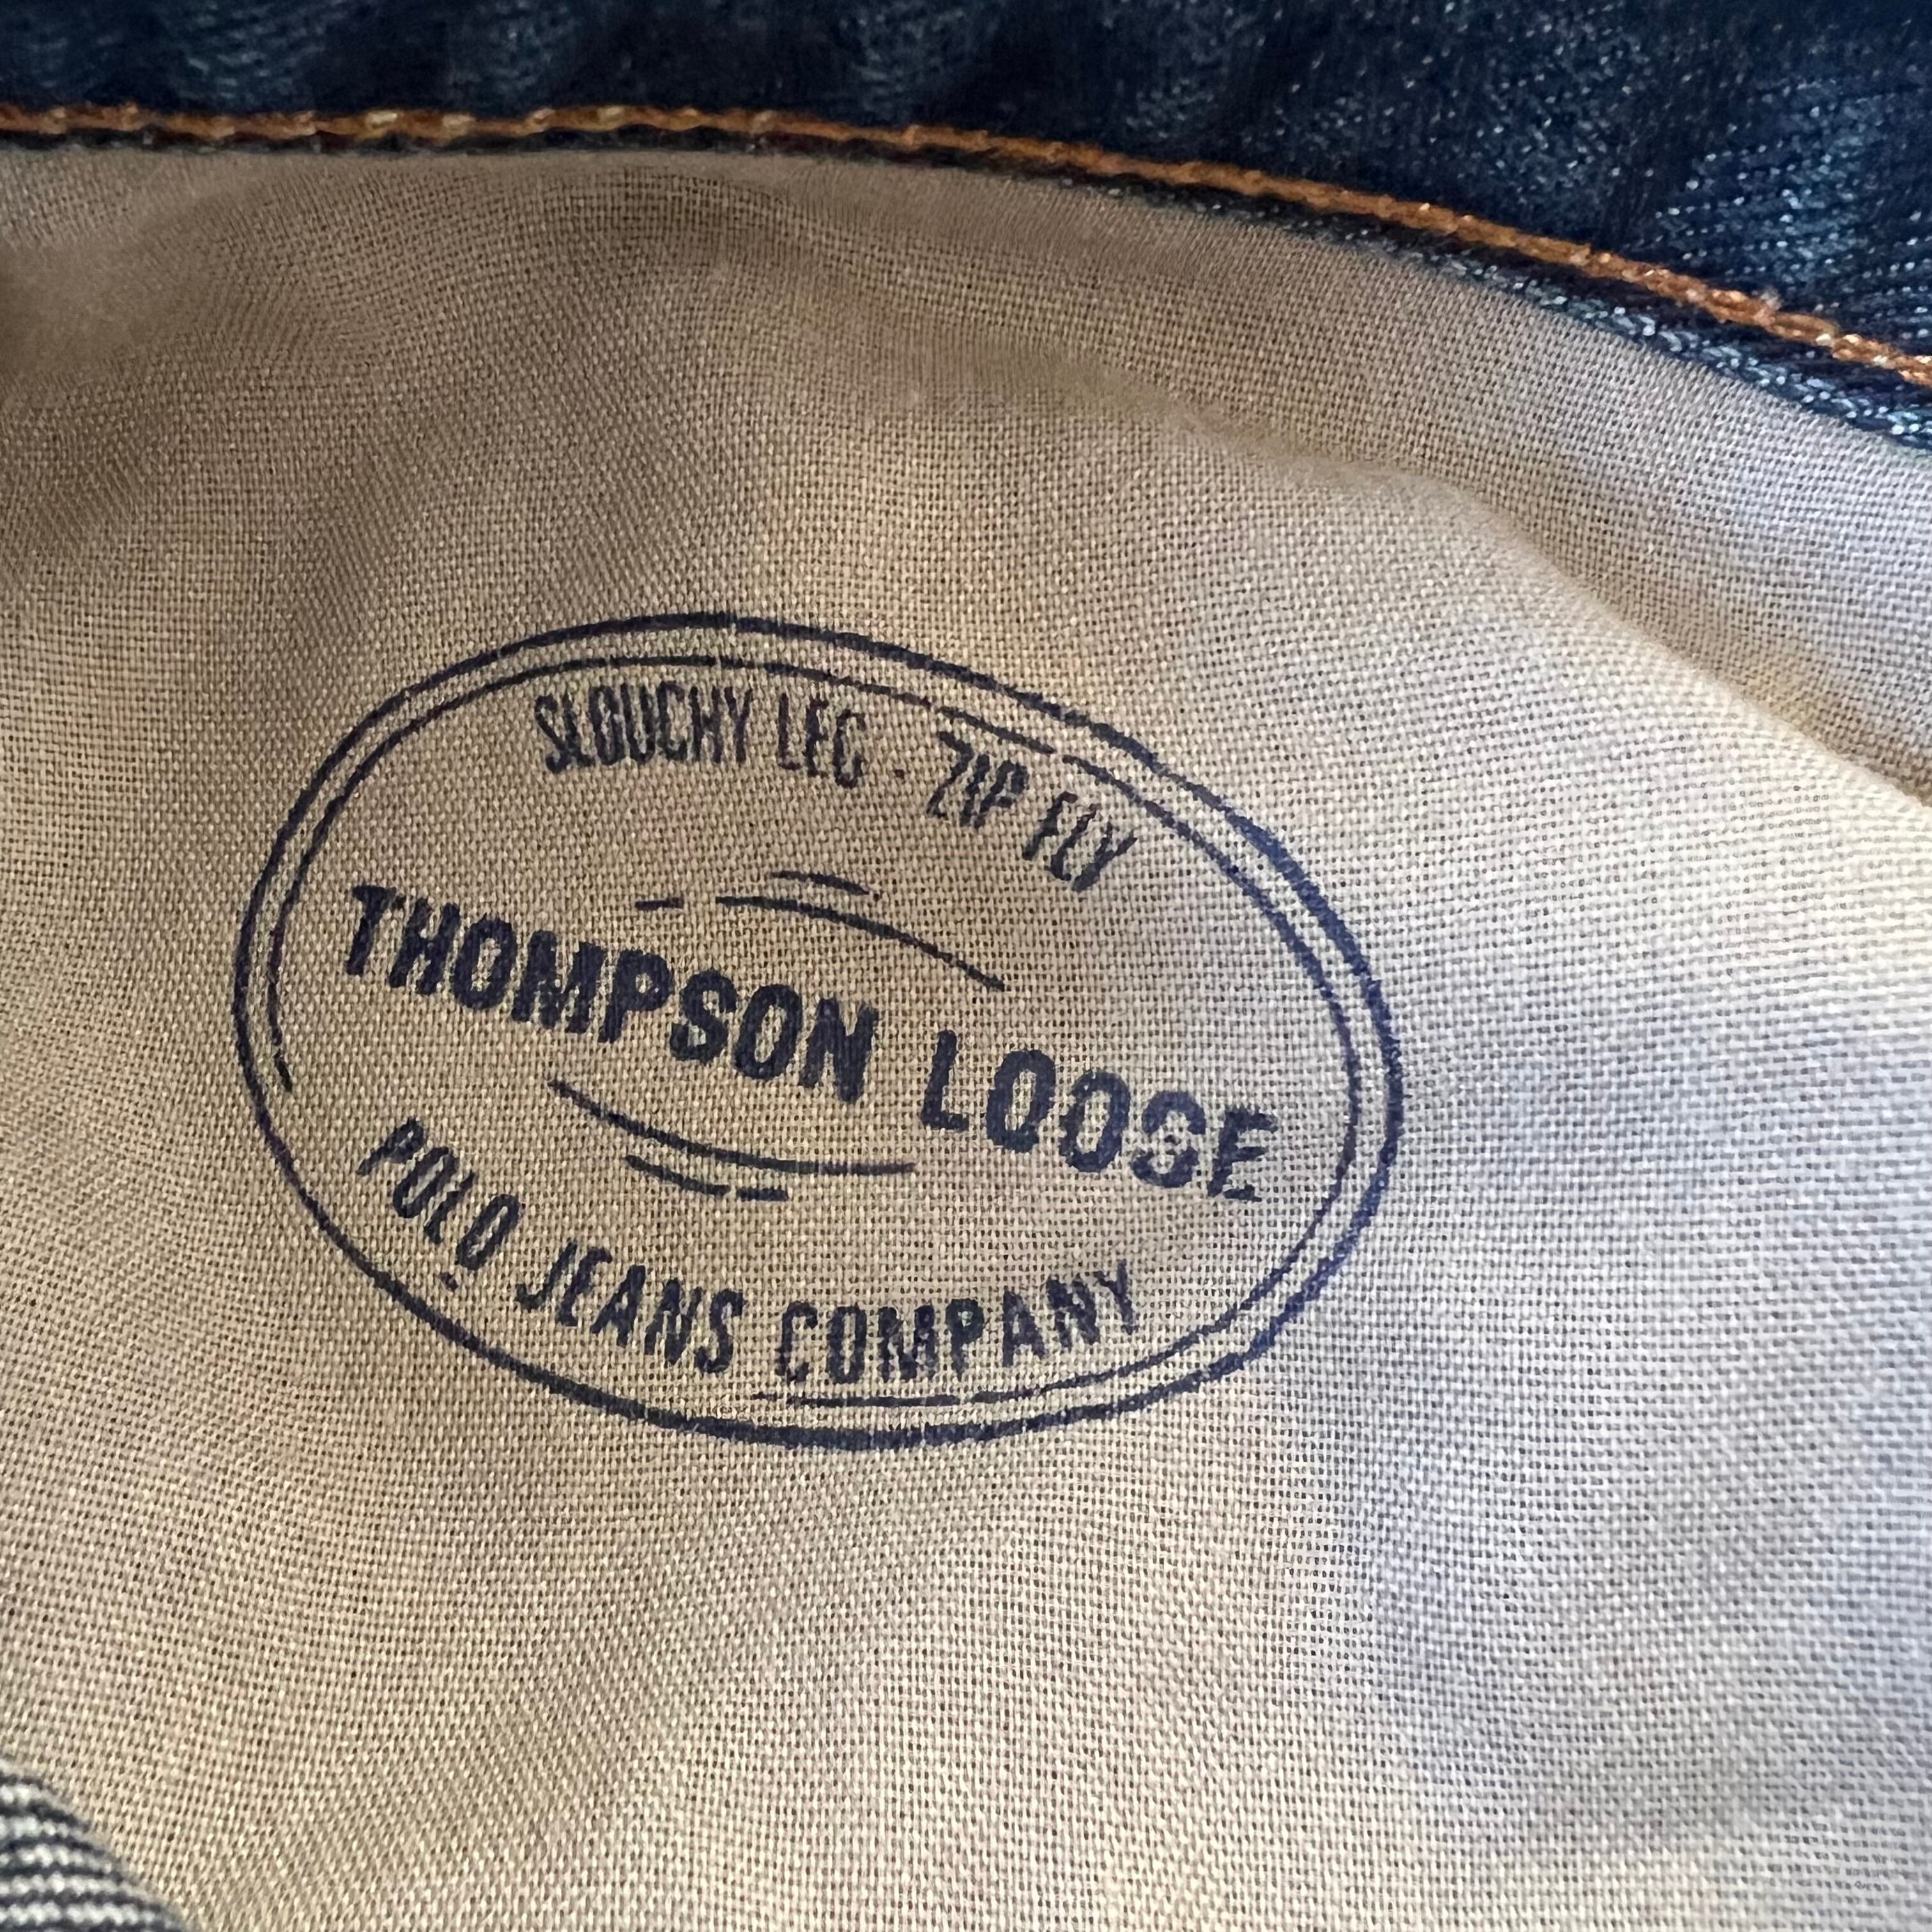 SLOUCHY LEG - ZIP FLY
THOMPSON LOOSE
POLO JEANS COMPANY